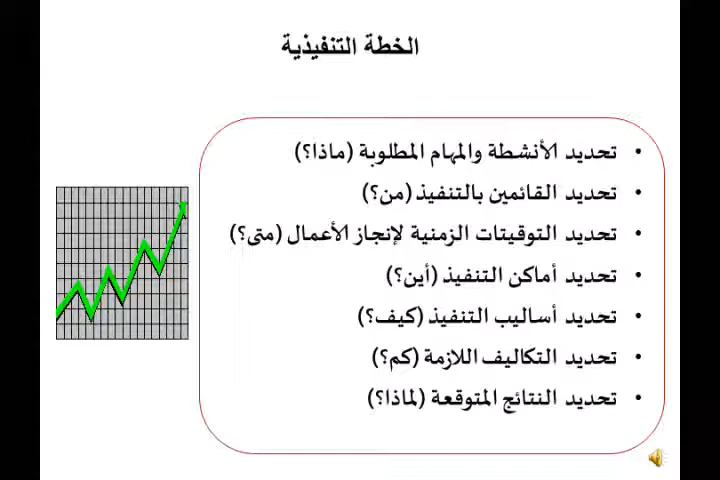 الخطة التنفيذية
• تحديد الأنشطة والمهام المطلوبة (ماذا؟)
• تحديد القائمين بالتنفيذ (من؟)
• تحديد التوقيتات الزمنية لإنجاز الأعمال (متى؟)
• تحديد أماكن التنفيذ (أين؟)
• تحديد أساليب التنفيذ (كيف؟)
• تحديد التكاليف اللازمة (كم؟)
• تحديد النتائج المتوقعة (لماذا؟)